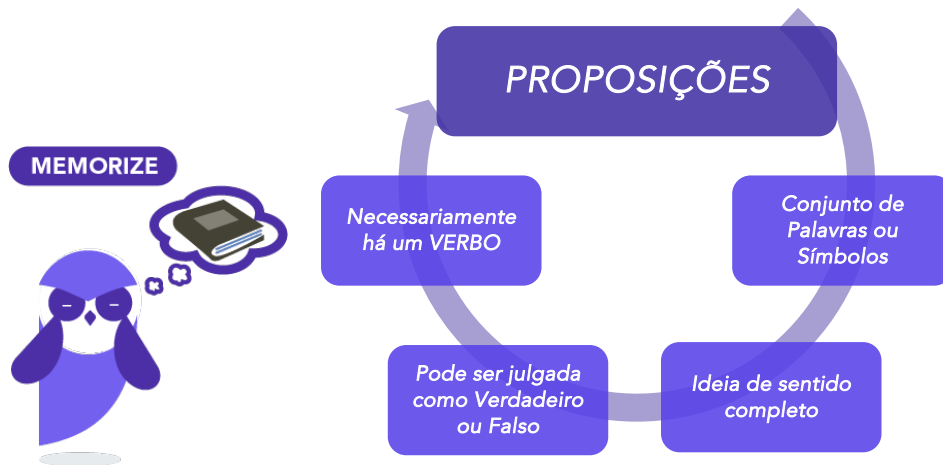 PROPOSIÇÕES
MEMORIZE
Necessariamente
há um VERBO
Conjunto de
Palavras ou
Símbolos
Pode ser julgada
como Verdadeiro
ou Falso
Ideia de sentido
completo